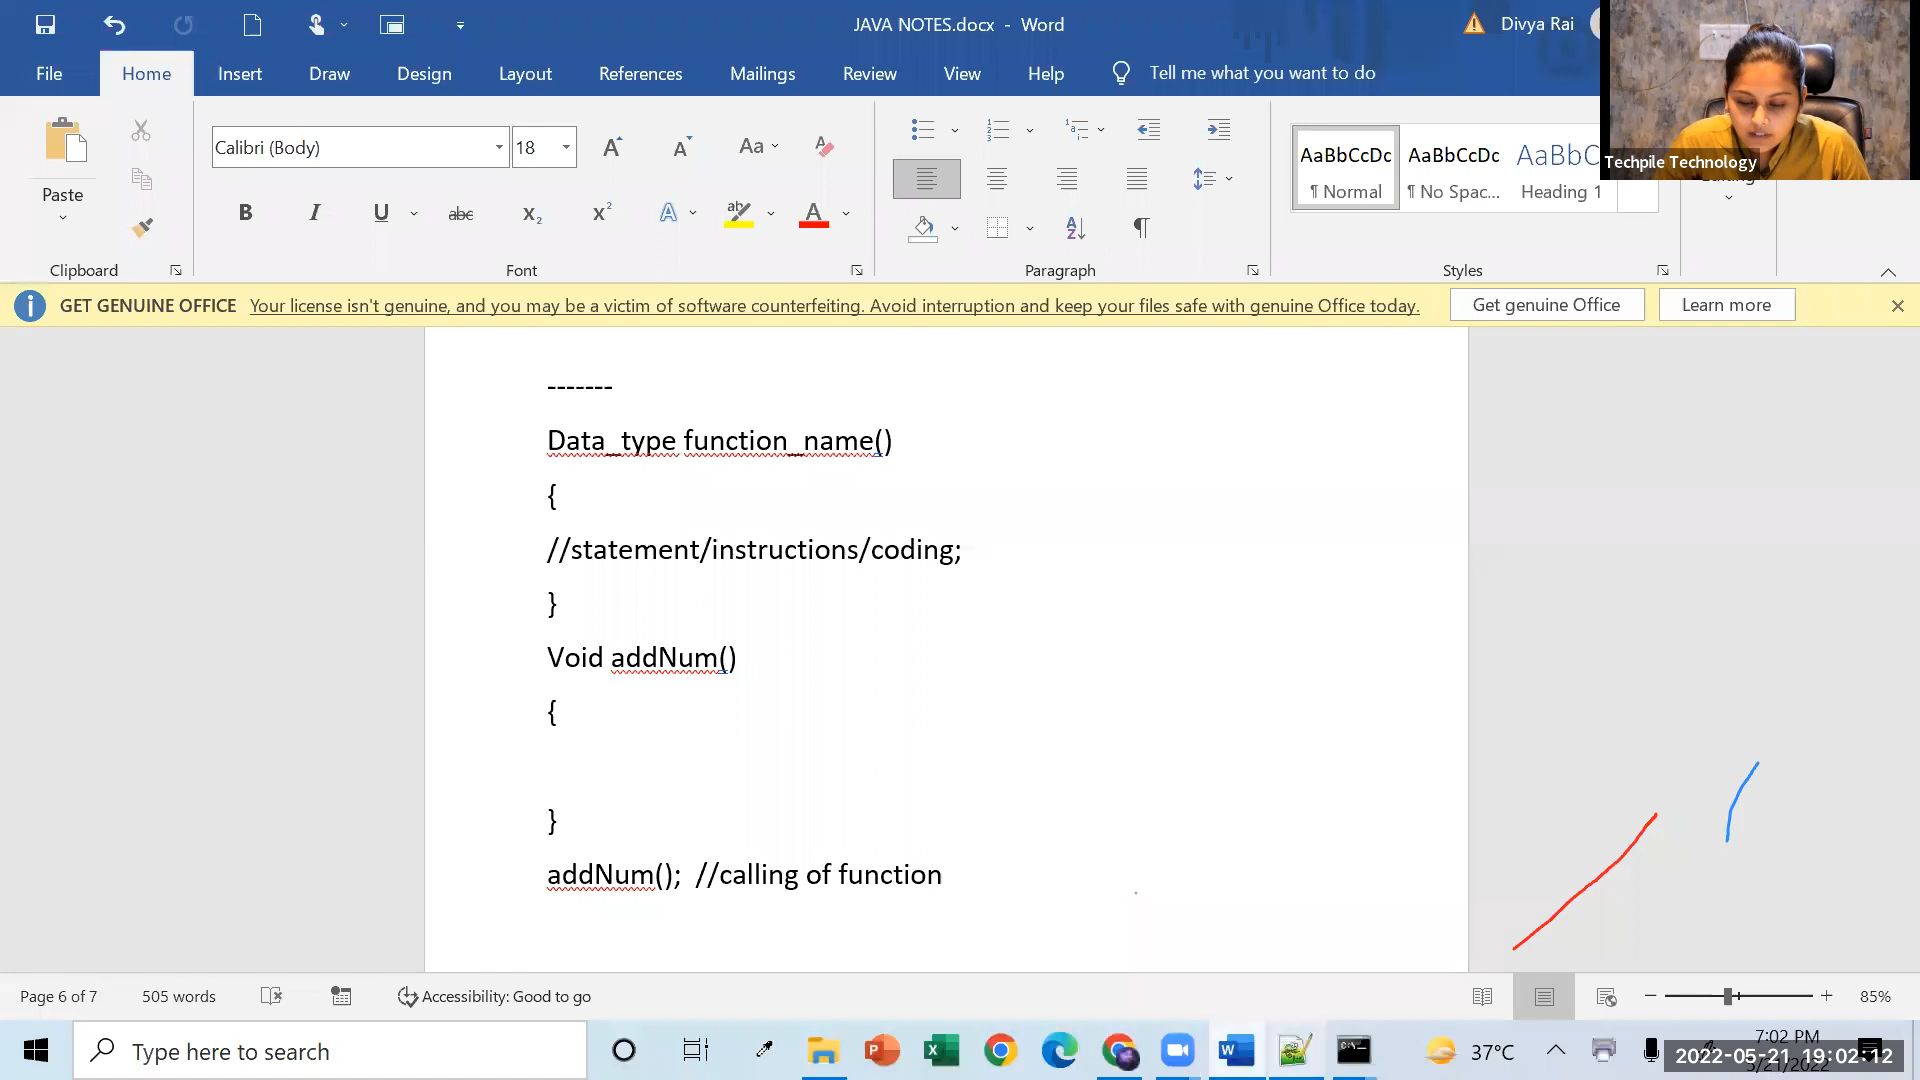 JAVA NOTES.docx - Word
Divya Rai
File Home Insert Draw Design Layout References Mailings Review View Help Tell me what you want to do
Techpile Technology
Calibri (Body) 18
Paste
B I U abc X₂ X² A ab A
Aa
AaBbCcDc AaBbCcDc AaBbC
¶ Normal ¶ No Spac... Heading 1
Clipboard Font Paragraph Styles
GET GENUINE OFFICE Your license isn't genuine, and you may be a victim of software counterfeiting. Avoid interruption and keep your files safe with genuine Office today. Get genuine Office Learn more
-------
Data_type function_name()
{
//statement/instructions/coding;
}
Void addNum()
{
}
addNum(); //calling of function
Page 6 of 7 505 words Accessibility: Good to go 85%
Type here to search
37°C
7:02 PM
2022-05-21 19:02:12